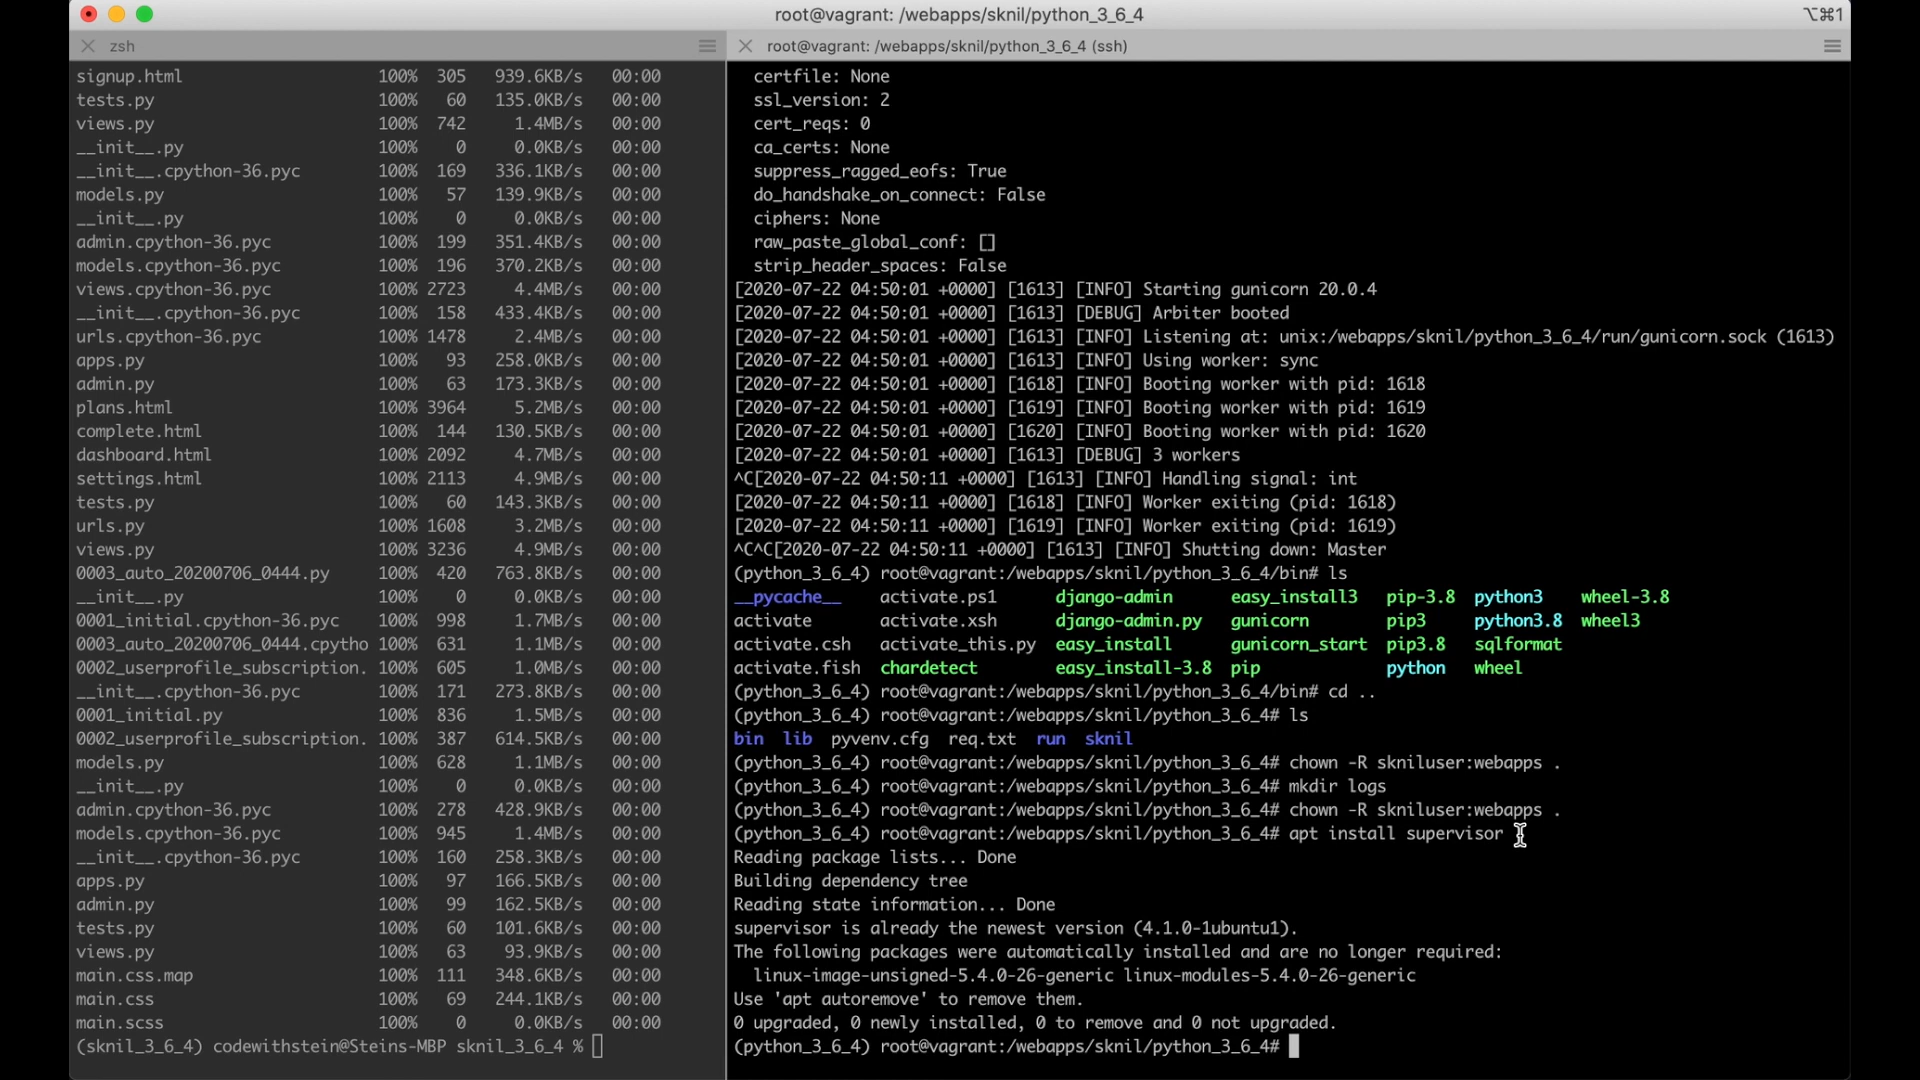 root@vagrant: /webapps/sknil/python_3_6_4
⌥⌘1
zsh
signup.html 100% 305 939.6KB/s 00:00
tests.py 100% 60 135.0KB/s 00:00
views.py 100% 742 1.4MB/s 00:00
__init__.py 100% 0 0.0KB/s 00:00
__init__.cpython-36.pyc 100% 169 336.1KB/s 00:00
models.py 100% 57 139.9KB/s 00:00
__init__.py 100% 0 0.0KB/s 00:00
admin.cpython-36.pyc 100% 199 351.4KB/s 00:00
models.cpython-36.pyc 100% 196 370.2KB/s 00:00
views.cpython-36.pyc 100% 2723 4.4MB/s 00:00
__init__.cpython-36.pyc 100% 158 433.4KB/s 00:00
urls.cpython-36.pyc 100% 1478 2.4MB/s 00:00
apps.py 100% 93 258.0KB/s 00:00
admin.py 100% 63 173.3KB/s 00:00
plans.html 100% 3964 5.2MB/s 00:00
complete.html 100% 144 130.5KB/s 00:00
dashboard.html 100% 2092 4.7MB/s 00:00
settings.html 100% 2113 4.9MB/s 00:00
tests.py 100% 60 143.3KB/s 00:00
urls.py 100% 1608 3.2MB/s 00:00
views.py 100% 3236 4.9MB/s 00:00
0003_auto_20200706_0444.py 100% 420 763.8KB/s 00:00
__init__.py 100% 0 0.0KB/s 00:00
0001_initial.cpython-36.pyc 100% 998 1.7MB/s 00:00
0003_auto_20200706_0444.cpytho 100% 631 1.1MB/s 00:00
0002_userprofile_subscription. 100% 605 1.0MB/s 00:00
__init__.cpython-36.pyc 100% 171 273.8KB/s 00:00
0001_initial.py 100% 836 1.5MB/s 00:00
0002_userprofile_subscription. 100% 387 614.5KB/s 00:00
models.py 100% 628 1.1MB/s 00:00
__init__.py 100% 0 0.0KB/s 00:00
admin.cpython-36.pyc 100% 278 428.9KB/s 00:00
models.cpython-36.pyc 100% 945 1.4MB/s 00:00
__init__.cpython-36.pyc 100% 160 258.3KB/s 00:00
apps.py 100% 97 166.5KB/s 00:00
admin.py 100% 99 162.5KB/s 00:00
tests.py 100% 60 101.6KB/s 00:00
views.py 100% 63 93.9KB/s 00:00
main.css.map 100% 111 348.6KB/s 00:00
main.css 100% 69 244.1KB/s 00:00
main.scss 100% 0 0.0KB/s 00:00
(sknil_3_6_4) codewithstein@Steins-MBP sknil_3_6_4 %
root@vagrant: /webapps/sknil/python_3_6_4 (ssh)
certfile: None
ssl_version: 2
cert_reqs: 0
ca_certs: None
suppress_ragged_eofs: True
do_handshake_on_connect: False
ciphers: None
raw_paste_global_conf: []
strip_header_spaces: False
[2020-07-22 04:50:01 +0000] [1613] [INFO] Starting gunicorn 20.0.4
[2020-07-22 04:50:01 +0000] [1613] [DEBUG] Arbiter booted
[2020-07-22 04:50:01 +0000] [1613] [INFO] Listening at: unix:/webapps/sknil/python_3_6_4/run/gunicorn.sock (1613)
[2020-07-22 04:50:01 +0000] [1613] [INFO] Using worker: sync
[2020-07-22 04:50:01 +0000] [1618] [INFO] Booting worker with pid: 1618
[2020-07-22 04:50:01 +0000] [1619] [INFO] Booting worker with pid: 1619
[2020-07-22 04:50:01 +0000] [1620] [INFO] Booting worker with pid: 1620
[2020-07-22 04:50:01 +0000] [1613] [DEBUG] 3 workers
^C[2020-07-22 04:50:11 +0000] [1613] [INFO] Handling signal: int
[2020-07-22 04:50:11 +0000] [1618] [INFO] Worker exiting (pid: 1618)
[2020-07-22 04:50:11 +0000] [1619] [INFO] Worker exiting (pid: 1619)
^C^C[2020-07-22 04:50:11 +0000] [1613] [INFO] Shutting down: Master
(python_3_6_4) root@vagrant:/webapps/sknil/python_3_6_4/bin# ls
__pycache__ activate.ps1 django-admin easy_install3 pip-3.8 python3 wheel-3.8
activate activate.xsh django-admin.py gunicorn pip3 python3.8 wheel3
activate.csh activate_this.py easy_install gunicorn_start pip3.8 sqlformat
activate.fish chardetect easy_install-3.8 pip python wheel
(python_3_6_4) root@vagrant:/webapps/sknil/python_3_6_4/bin# cd ..
(python_3_6_4) root@vagrant:/webapps/sknil/python_3_6_4# ls
bin lib pyvenv.cfg req.txt run sknil
(python_3_6_4) root@vagrant:/webapps/sknil/python_3_6_4# chown -R skniluser:webapps .
(python_3_6_4) root@vagrant:/webapps/sknil/python_3_6_4# mkdir logs
(python_3_6_4) root@vagrant:/webapps/sknil/python_3_6_4# chown -R skniluser:webapps .
(python_3_6_4) root@vagrant:/webapps/sknil/python_3_6_4# apt install supervisor
Reading package lists... Done
Building dependency tree
Reading state information... Done
supervisor is already the newest version (4.1.0-1ubuntu1).
The following packages were automatically installed and are no longer required:
linux-image-unsigned-5.4.0-26-generic linux-modules-5.4.0-26-generic
Use 'apt autoremove' to remove them.
0 upgraded, 0 newly installed, 0 to remove and 0 not upgraded.
(python_3_6_4) root@vagrant:/webapps/sknil/python_3_6_4#